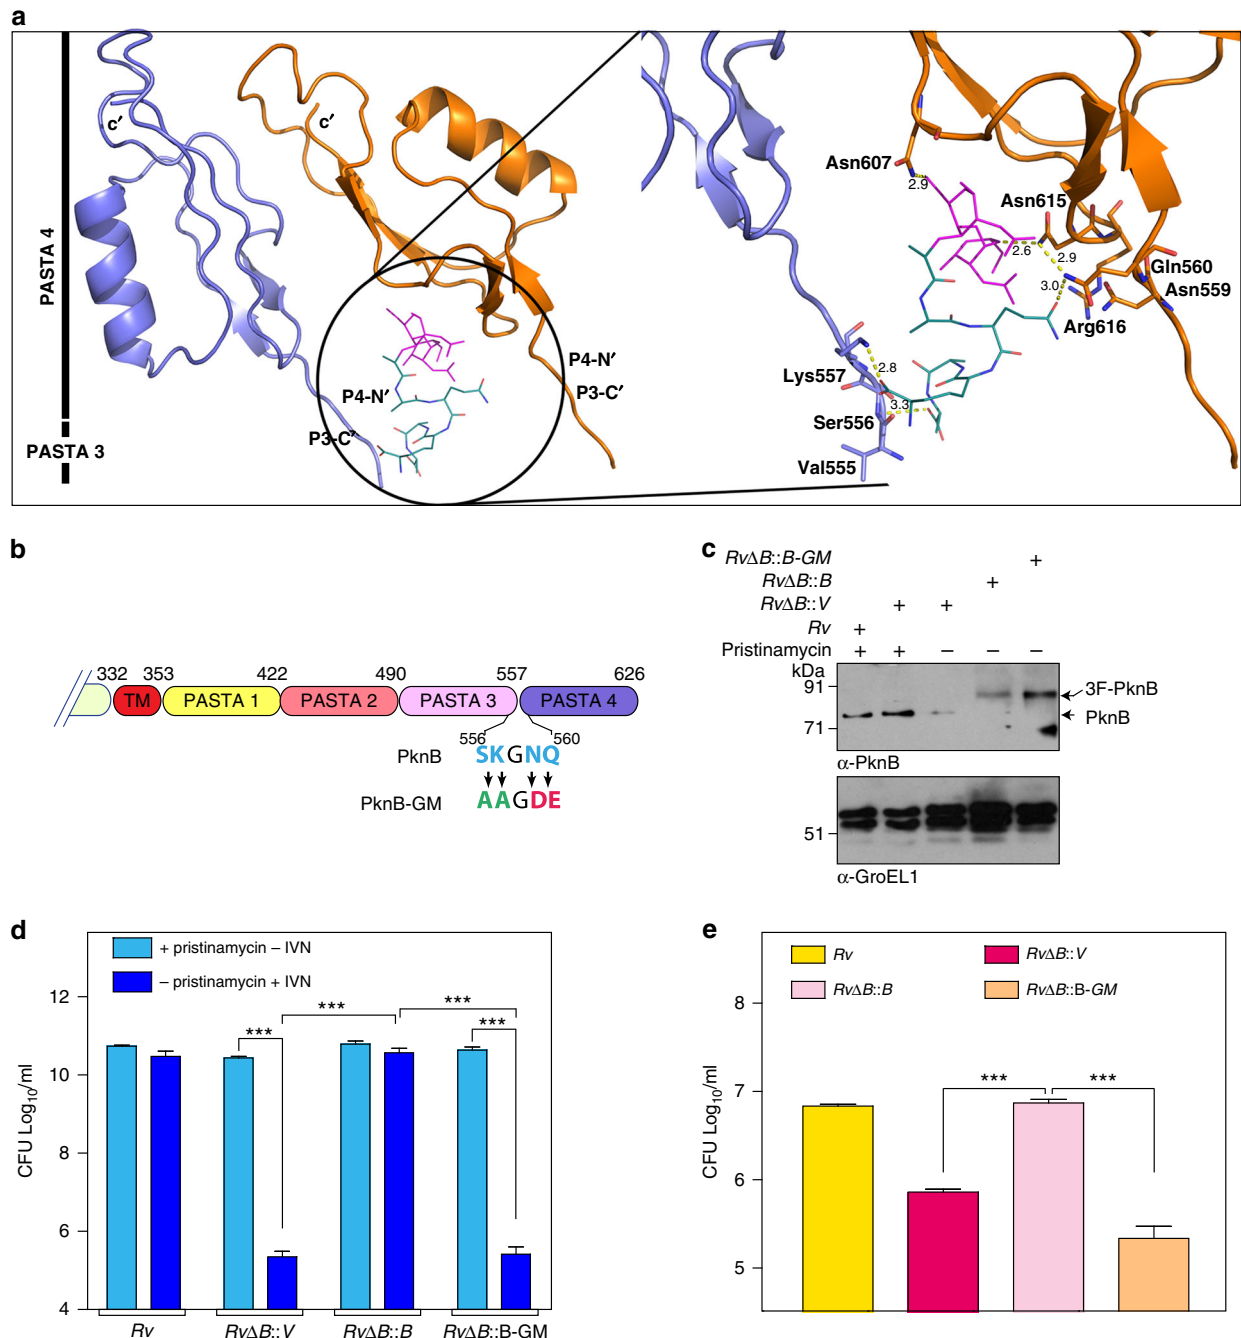 a
PASTA 4
PASTA 3
c′
c′
P4-N′
P3-C′
P4-N′
P3-C′
Asn607
2.9
Asn615
2.6
2.9
Gln560
Asn559
3.0
Arg616
2.8
Lys557
3.3
Ser556
Val555
b
332 353 422 490 557 626
TM PASTA 1 PASTA 2 PASTA 3 PASTA 4
556 560
PknB SKGNQ
PknB-GM AAGDE
c
RvΔB::B-GM +
RvΔB::B +
RvΔB::V + +
Rv +
Pristinamycin + + − − −
kDa
91
3F-PknB
PknB
71
α-PknB
51
α-GroEL1
d
+ pristinamycin – IVN
– pristinamycin + IVN
12
10
8
6
4
CFU Log10/ml
*** *** *** ***
Rv RvΔB::V RvΔB::B RvΔB::B-GM
e
Rv RvΔB::V
RvΔB::B RvΔB::B-GM
8
7
6
5
CFU Log10/ml
*** ***